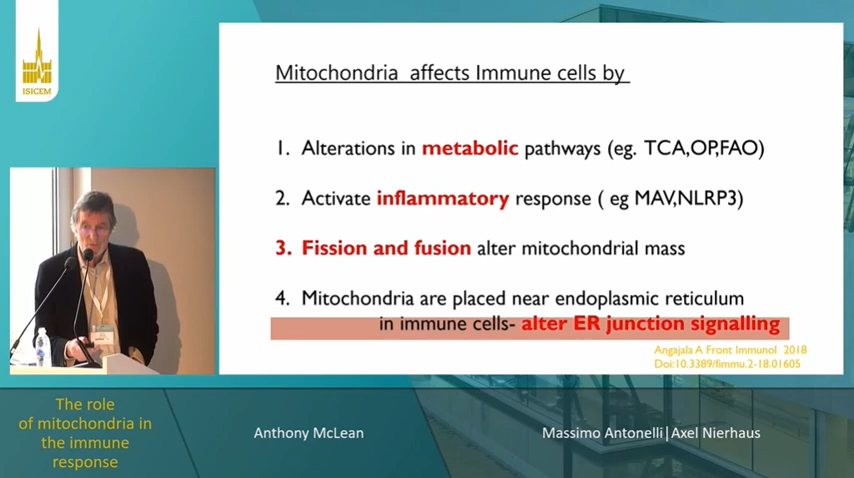 ISICEM
Mitochondria affects Immune cells by
1. Alterations in metabolic pathways (eg. TCA,OP,FAO)
2. Activate inflammatory response ( eg MAV,NLRP3)
3. Fission and fusion alter mitochondrial mass
4. Mitochondria are placed near endoplasmic reticulum
in immune cells- alter ER junction signalling
Angajala A Front Immunol 2018
Doi:10.3389/fimmu.2-18.01605
The role
of mitochondria in
the immune
response
Anthony McLean
Massimo Antonelli|Axel Nierhaus